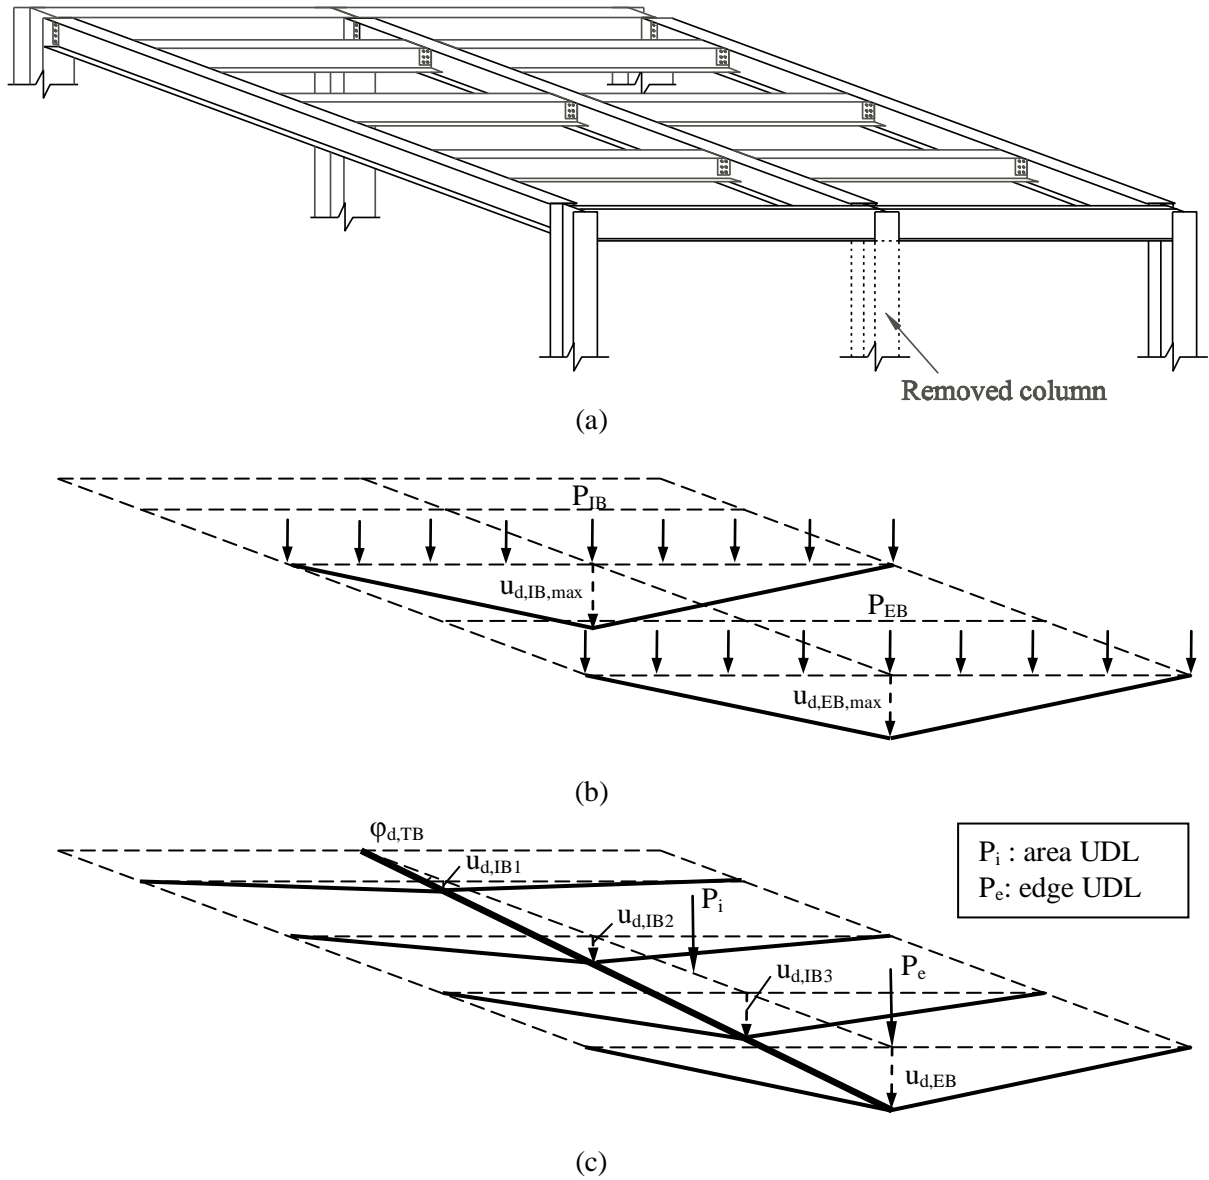 Removed column
(a)
P_IB
u_d,IB,max
P_EB
u_d,EB,max
(b)
φ_d,TB
u_d,IB1
P_i
u_d,IB2
u_d,IB3
P_e
u_d,EB
P_i : area UDL
P_e: edge UDL
(c)